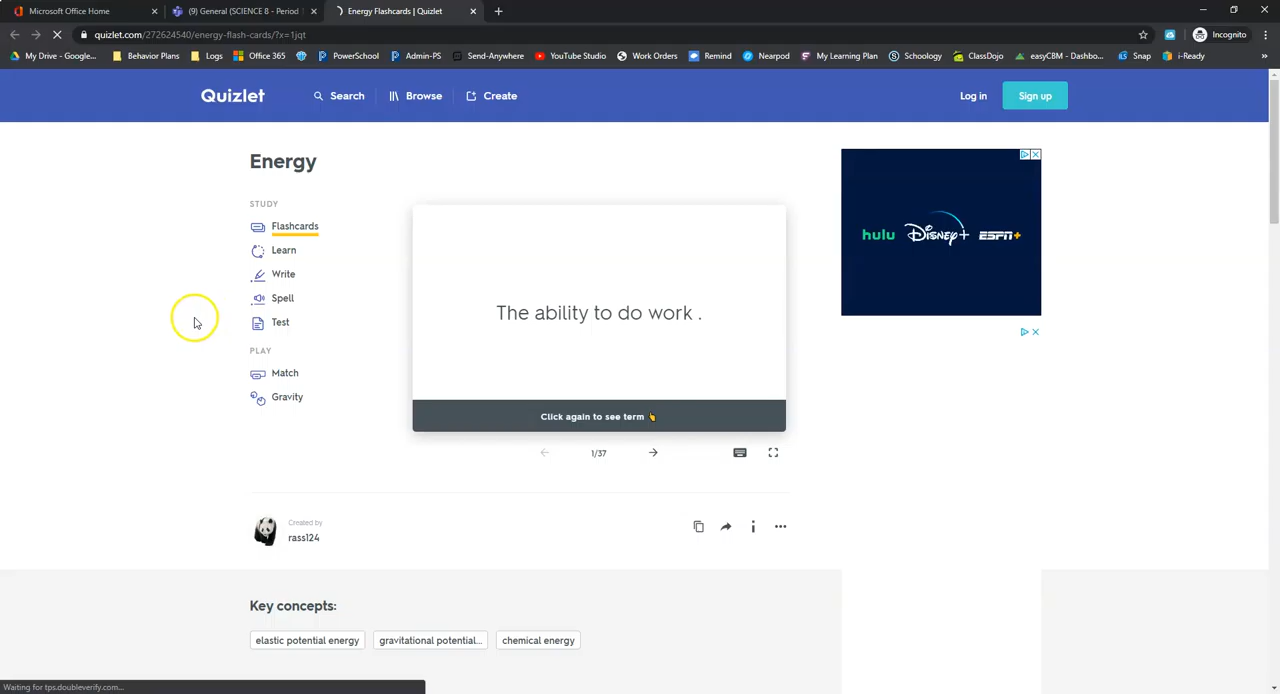 Microsoft Office Home
(9) General (SCIENCE 8 - Period
Energy Flashcards | Quizlet
quizlet.com/272624540/energy-flash-cards/?x=1jqt
Incognito
My Drive - Google...
Behavior Plans
Logs
Office 365
PowerSchool
Admin-PS
Send-Anywhere
YouTube Studio
Work Orders
Remind
Nearpod
My Learning Plan
Schoology
ClassDojo
easyCBM - Dashbo...
Snap
i-Ready
Quizlet
Search
Browse
Create
Log in
Sign up
Energy
STUDY
Flashcards
Learn
Write
Spell
Test
PLAY
Match
Gravity
The ability to do work .
Click again to see term
1/37
hulu Disney+ ESPN+
Created by
rass124
Key concepts:
elastic potential energy
gravitational potential...
chemical energy
Waiting for tps.doubleverify.com...